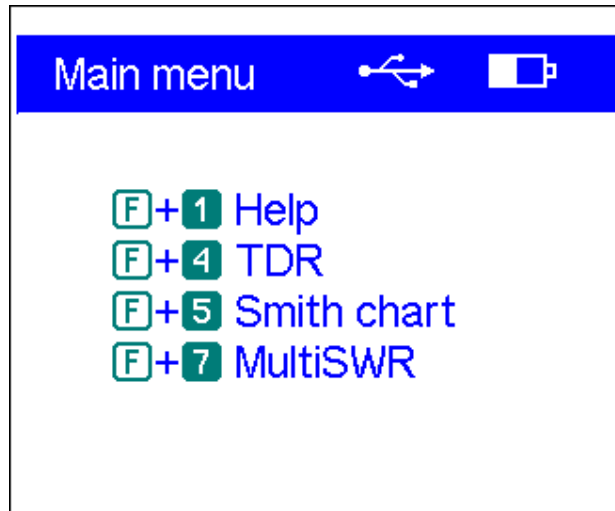 Main menu
F+1 Help
F+4 TDR
F+5 Smith chart
F+7 MultiSWR